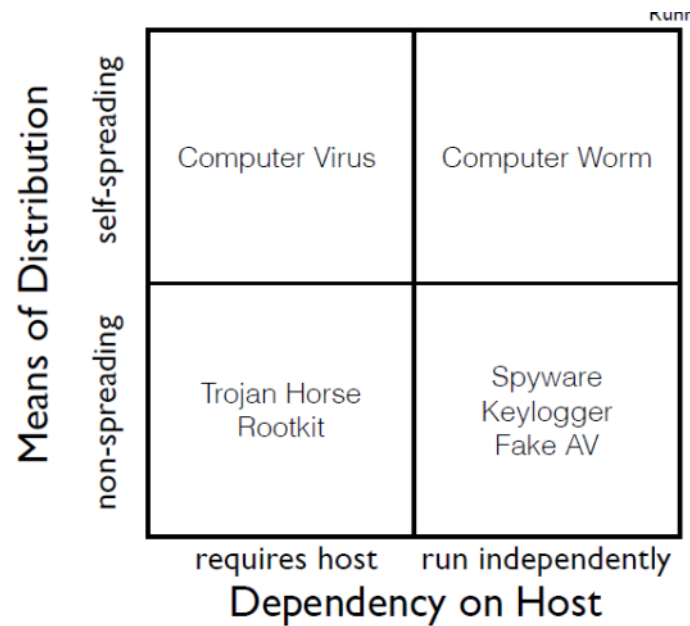 Means of Distribution
self-spreading
non-spreading
Computer Virus
Computer Worm
Trojan Horse
Rootkit
Spyware
Keylogger
Fake AV
requires host
run independently
Dependency on Host